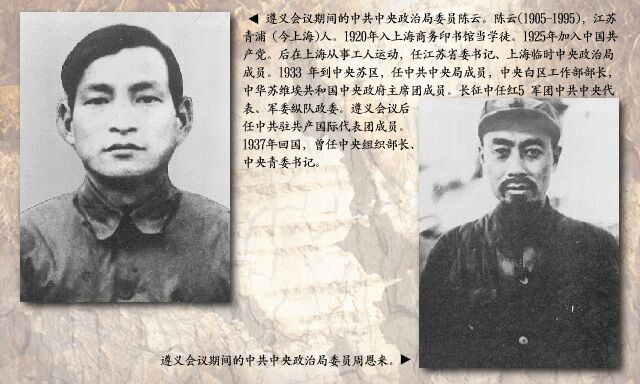 ◀ 遵义会议期间的中共中央政治局委员陈云。陈云(1905-1995)，江苏
青浦（今上海)人。1920年入上海商务印书馆当学徒。1925年加入中国共
产党。后在上海从事工人运动，任江苏省委书记、上海临时中央政治局
成员。1933 年到中央苏区，任中共中央局成员，中央白区工作部部长，
中华苏维埃共和国中央政府主席团成员。长征中任红5 军团中共中央代
表、军委纵队政委。遵义会议后
任中共驻共产国际代表团成员。
1937年回国，曾任中央组织部长、
中央青委书记。
遵义会议期间的中共中央政治局委员周恩来。▶